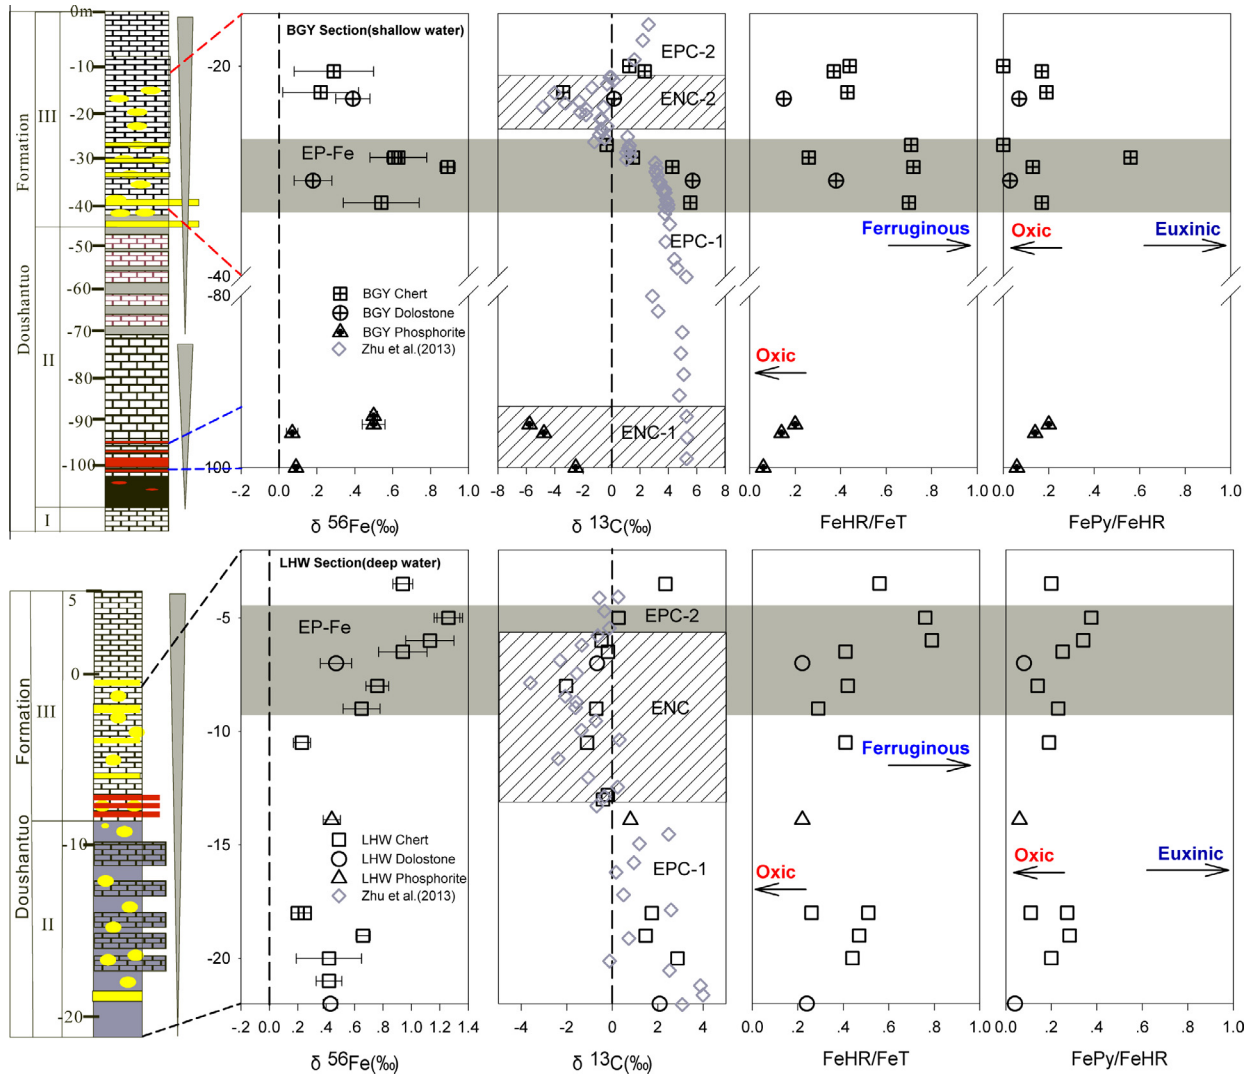 0m
-10
-20
-30
-40
-50
-60
-70
-80
-90
-100
Formation
Doushantuo
III
II
I
BGY Section(shallow water)
-20
-40
-80
-100
EP-Fe
BGY Chert
BGY Dolostone
BGY Phosphorite
Zhu et al.(2013)
-.2 0.0 .2 .4 .6 .8 1.0
δ 56Fe(‰)
EPC-2
ENC-2
EPC-1
ENC-1
-8 -6 -4 -2 0 2 4 6 8
δ 13C(‰)
Ferruginous
Oxic
0.0 .2 .4 .6 .8 1.0
FeHR/FeT
Oxic
Euxinic
0.0 .2 .4 .6 .8 1.0
FePy/FeHR
5
0
-10
-20
Formation
Doushantuo
III
II
LHW Section(deep water)
-5
-10
-15
-20
EP-Fe
LHW Chert
LHW Dolostone
LHW Phosphorite
Zhu et al.(2013)
-.2 0.0 .2 .4 .6 .8 1.0 1.2 1.4
δ 56Fe(‰)
EPC-2
ENC
EPC-1
-4 -2 0 2 4
δ 13C(‰)
Ferruginous
Oxic
0.0 .2 .4 .6 .8 1.0
FeHR/FeT
Oxic
Euxinic
0.0 .2 .4 .6 .8 1.0
FePy/FeHR